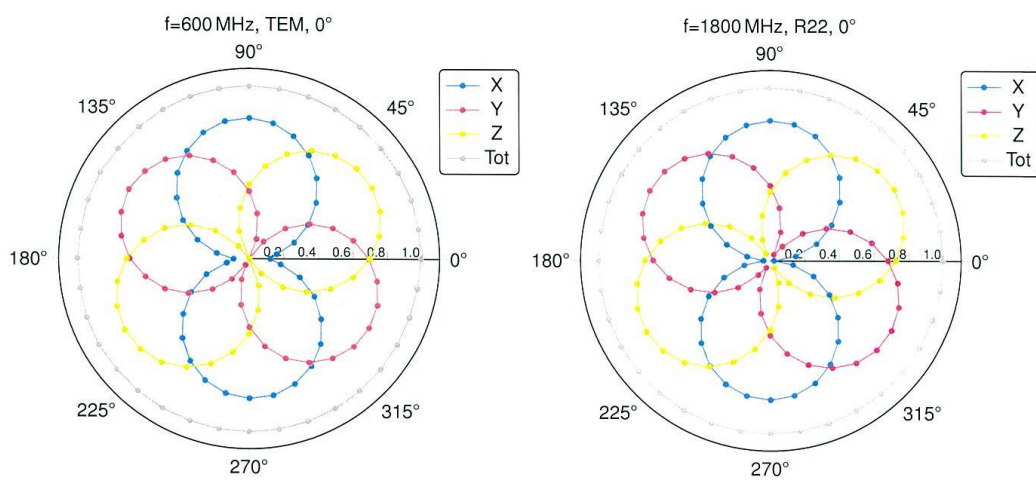 f=600 MHz, TEM, 0°
90°
135°
45°
180°
0.2 0.4 0.6 0.8 1.0
0°
225°
315°
270°
X
Y
Z
Tot
f=1800 MHz, R22, 0°
90°
135°
45°
180°
0.2 0.4 0.6 0.8 1.0
0°
225°
315°
270°
X
Y
Z
Tot